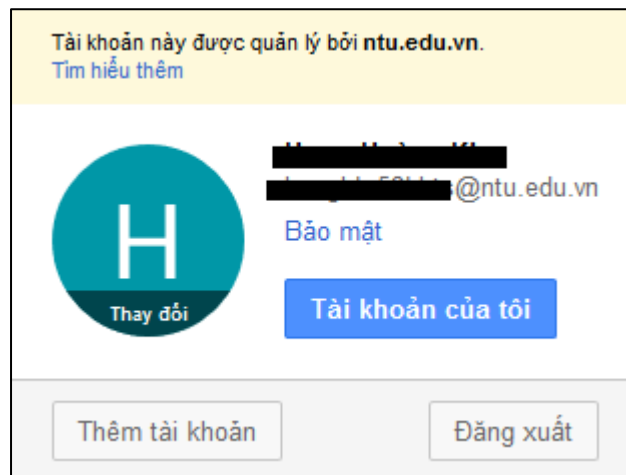 Tài khoản này được quản lý bởi ntu.edu.vn.
Tìm hiểu thêm
H
Thay đổi
@ntu.edu.vn
Bảo mật
Tài khoản của tôi
Thêm tài khoản
Đăng xuất